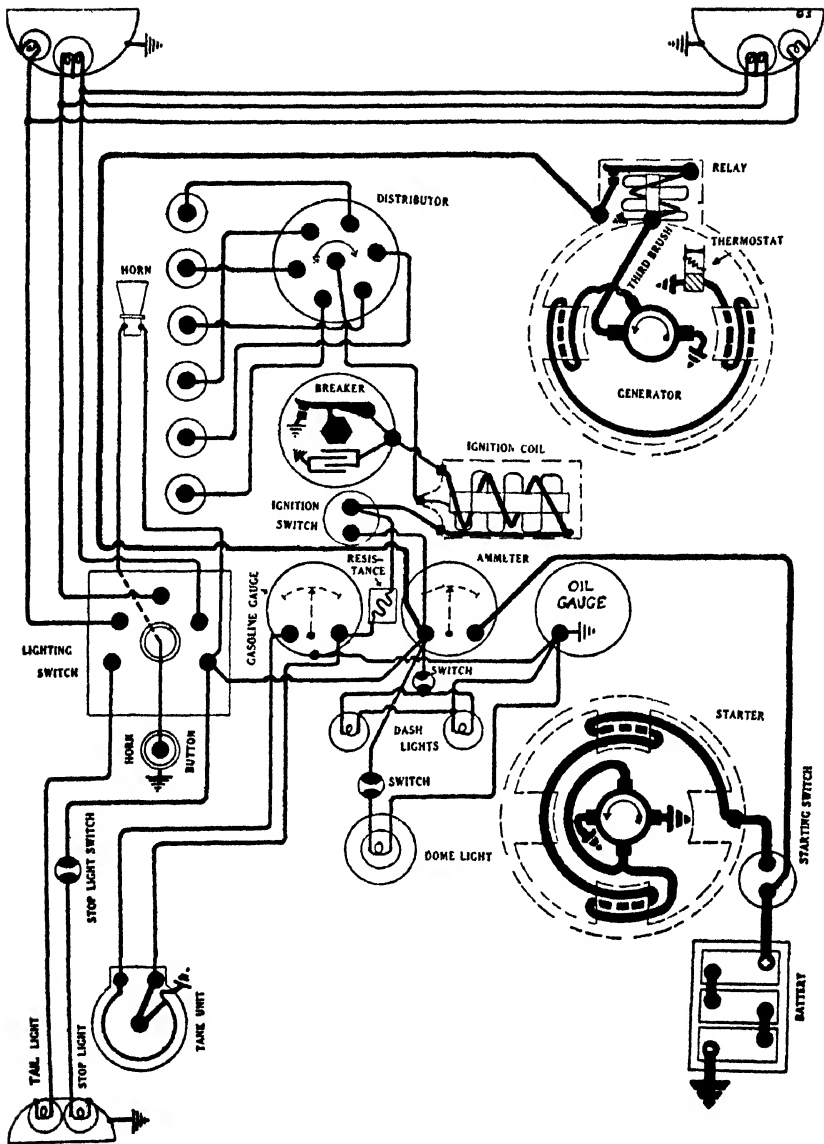 G S
RELAY
DISTRIBUTOR
THERMOSTAT
THIRD BRUSH
HORN
BREAKER
GENERATOR
IGNITION COIL
IGNITION
SWITCH
RESIS-
TANCE
AMMETER
GASOLINE GAUGE
OIL
GAUGE
LIGHTING
SWITCH
SWITCH
STARTER
DASH
LIGHTS
HORN
BUTTON
SWITCH
STARTING SWITCH
STOP LIGHT SWITCH
DOME LIGHT
BATTERY
TANK UNIT
TAIL LIGHT
STOP LIGHT